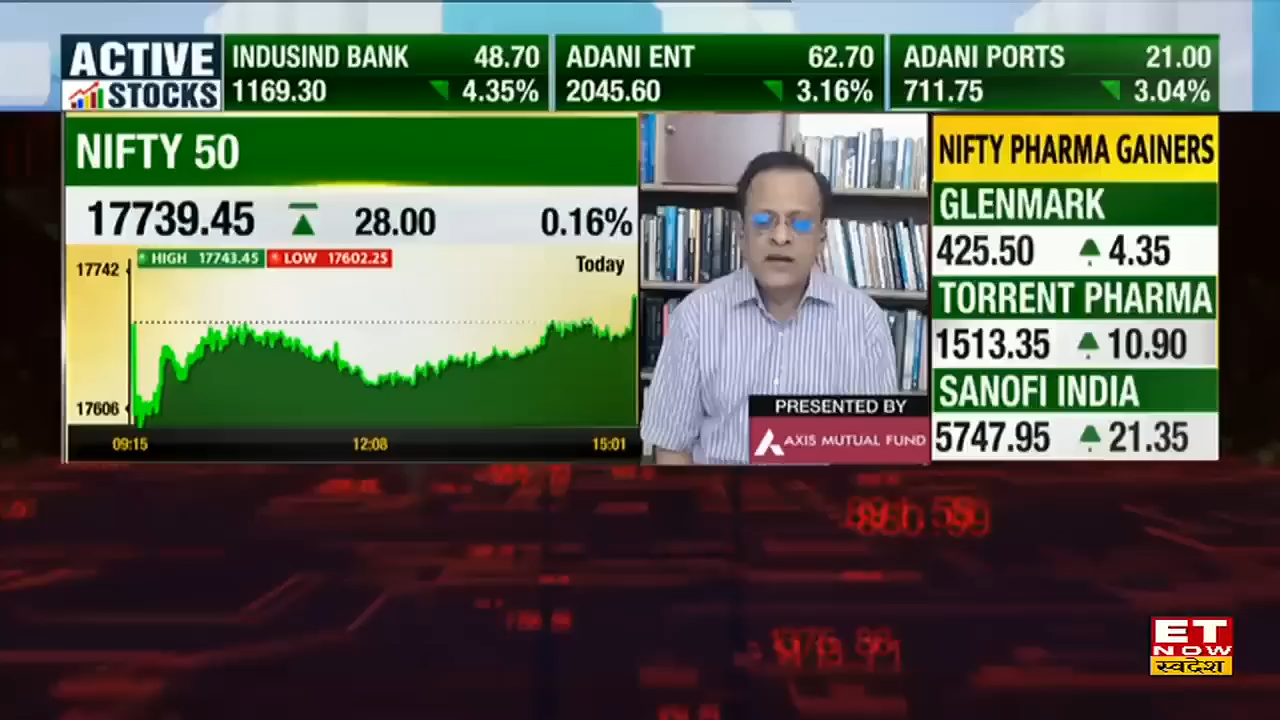 ACTIVE STOCKS
INDUSIND BANK 48.70
1169.30 4.35%
ADANI ENT 62.70
2045.60 3.16%
ADANI PORTS 21.00
711.75 3.04%
NIFTY 50
17739.45 28.00 0.16%
HIGH 17743.45 LOW 17602.25
Today
17742
17606
09:15 12:08 15:01
PRESENTED BY
AXIS MUTUAL FUND
NIFTY PHARMA GAINERS
GLENMARK
425.50 4.35
TORRENT PHARMA
1513.35 10.90
SANOFI INDIA
5747.95 21.35
ET
NOW
स्वदेश